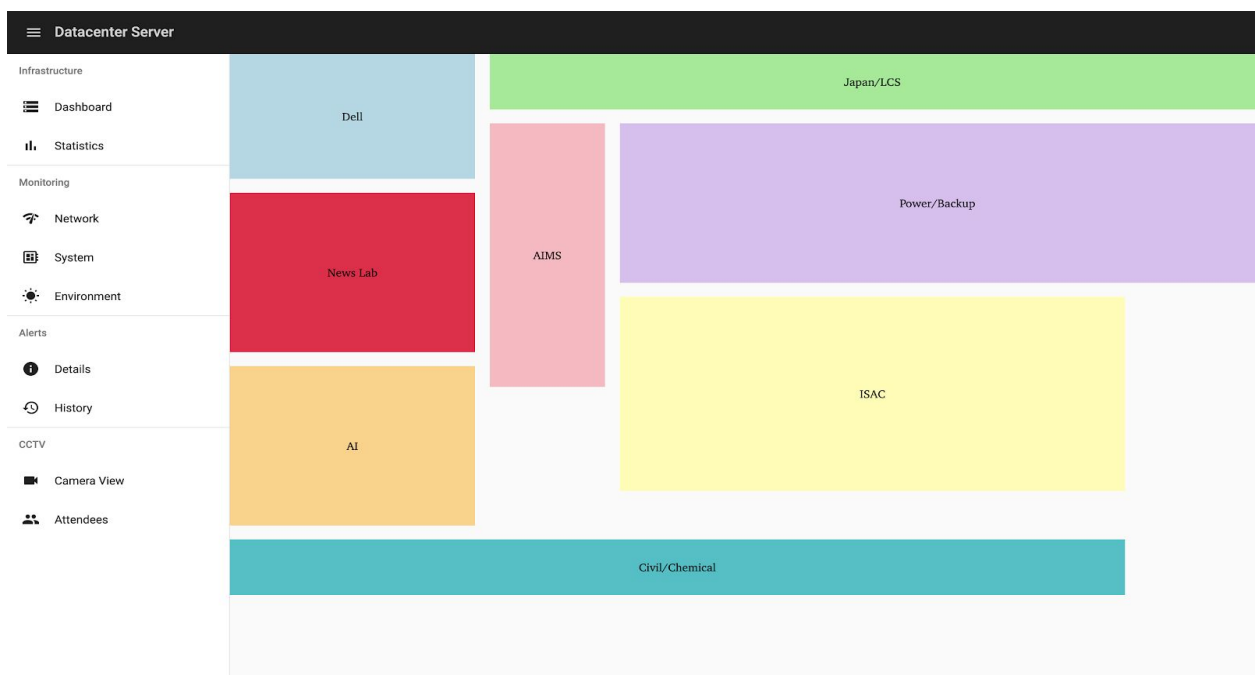 Datacenter Server
Infrastructure
Dashboard
Statistics
Monitoring
Network
System
Environment
Alerts
Details
History
CCTV
Camera View
Attendees
Dell
Japan/LCS
News Lab
AIMS
Power/Backup
AI
ISAC
Civil/Chemical